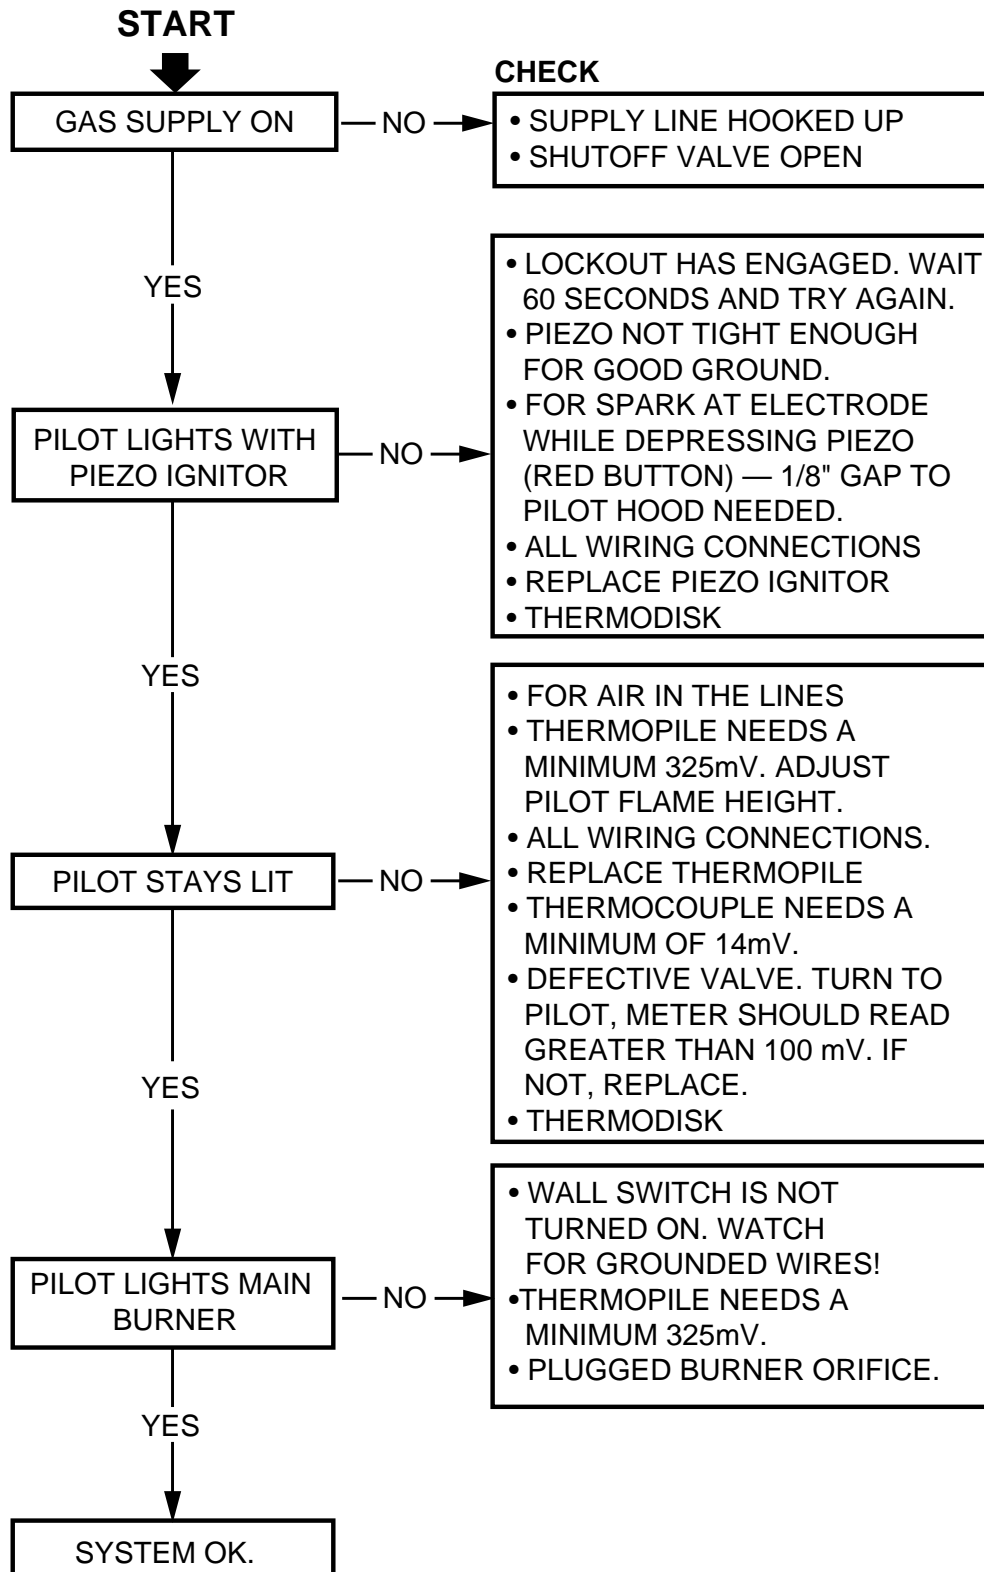 START
CHECK
GAS SUPPLY ON
NO
• SUPPLY LINE HOOKED UP
• SHUTOFF VALVE OPEN
YES
PILOT LIGHTS WITH
PIEZO IGNITOR
NO
• LOCKOUT HAS ENGAGED. WAIT
60 SECONDS AND TRY AGAIN.
• PIEZO NOT TIGHT ENOUGH
FOR GOOD GROUND.
• FOR SPARK AT ELECTRODE
WHILE DEPRESSING PIEZO
(RED BUTTON) — 1/8" GAP TO
PILOT HOOD NEEDED.
• ALL WIRING CONNECTIONS
• REPLACE PIEZO IGNITOR
• THERMODISK
YES
PILOT STAYS LIT
NO
• FOR AIR IN THE LINES
• THERMOPILE NEEDS A
MINIMUM 325mV. ADJUST
PILOT FLAME HEIGHT.
• ALL WIRING CONNECTIONS.
• REPLACE THERMOPILE
• THERMOCOUPLE NEEDS A
MINIMUM OF 14mV.
• DEFECTIVE VALVE. TURN TO
PILOT, METER SHOULD READ
GREATER THAN 100 mV. IF
NOT, REPLACE.
• THERMODISK
YES
PILOT LIGHTS MAIN
BURNER
NO
• WALL SWITCH IS NOT
TURNED ON. WATCH
FOR GROUNDED WIRES!
•THERMOPILE NEEDS A
MINIMUM 325mV.
• PLUGGED BURNER ORIFICE.
YES
SYSTEM OK.